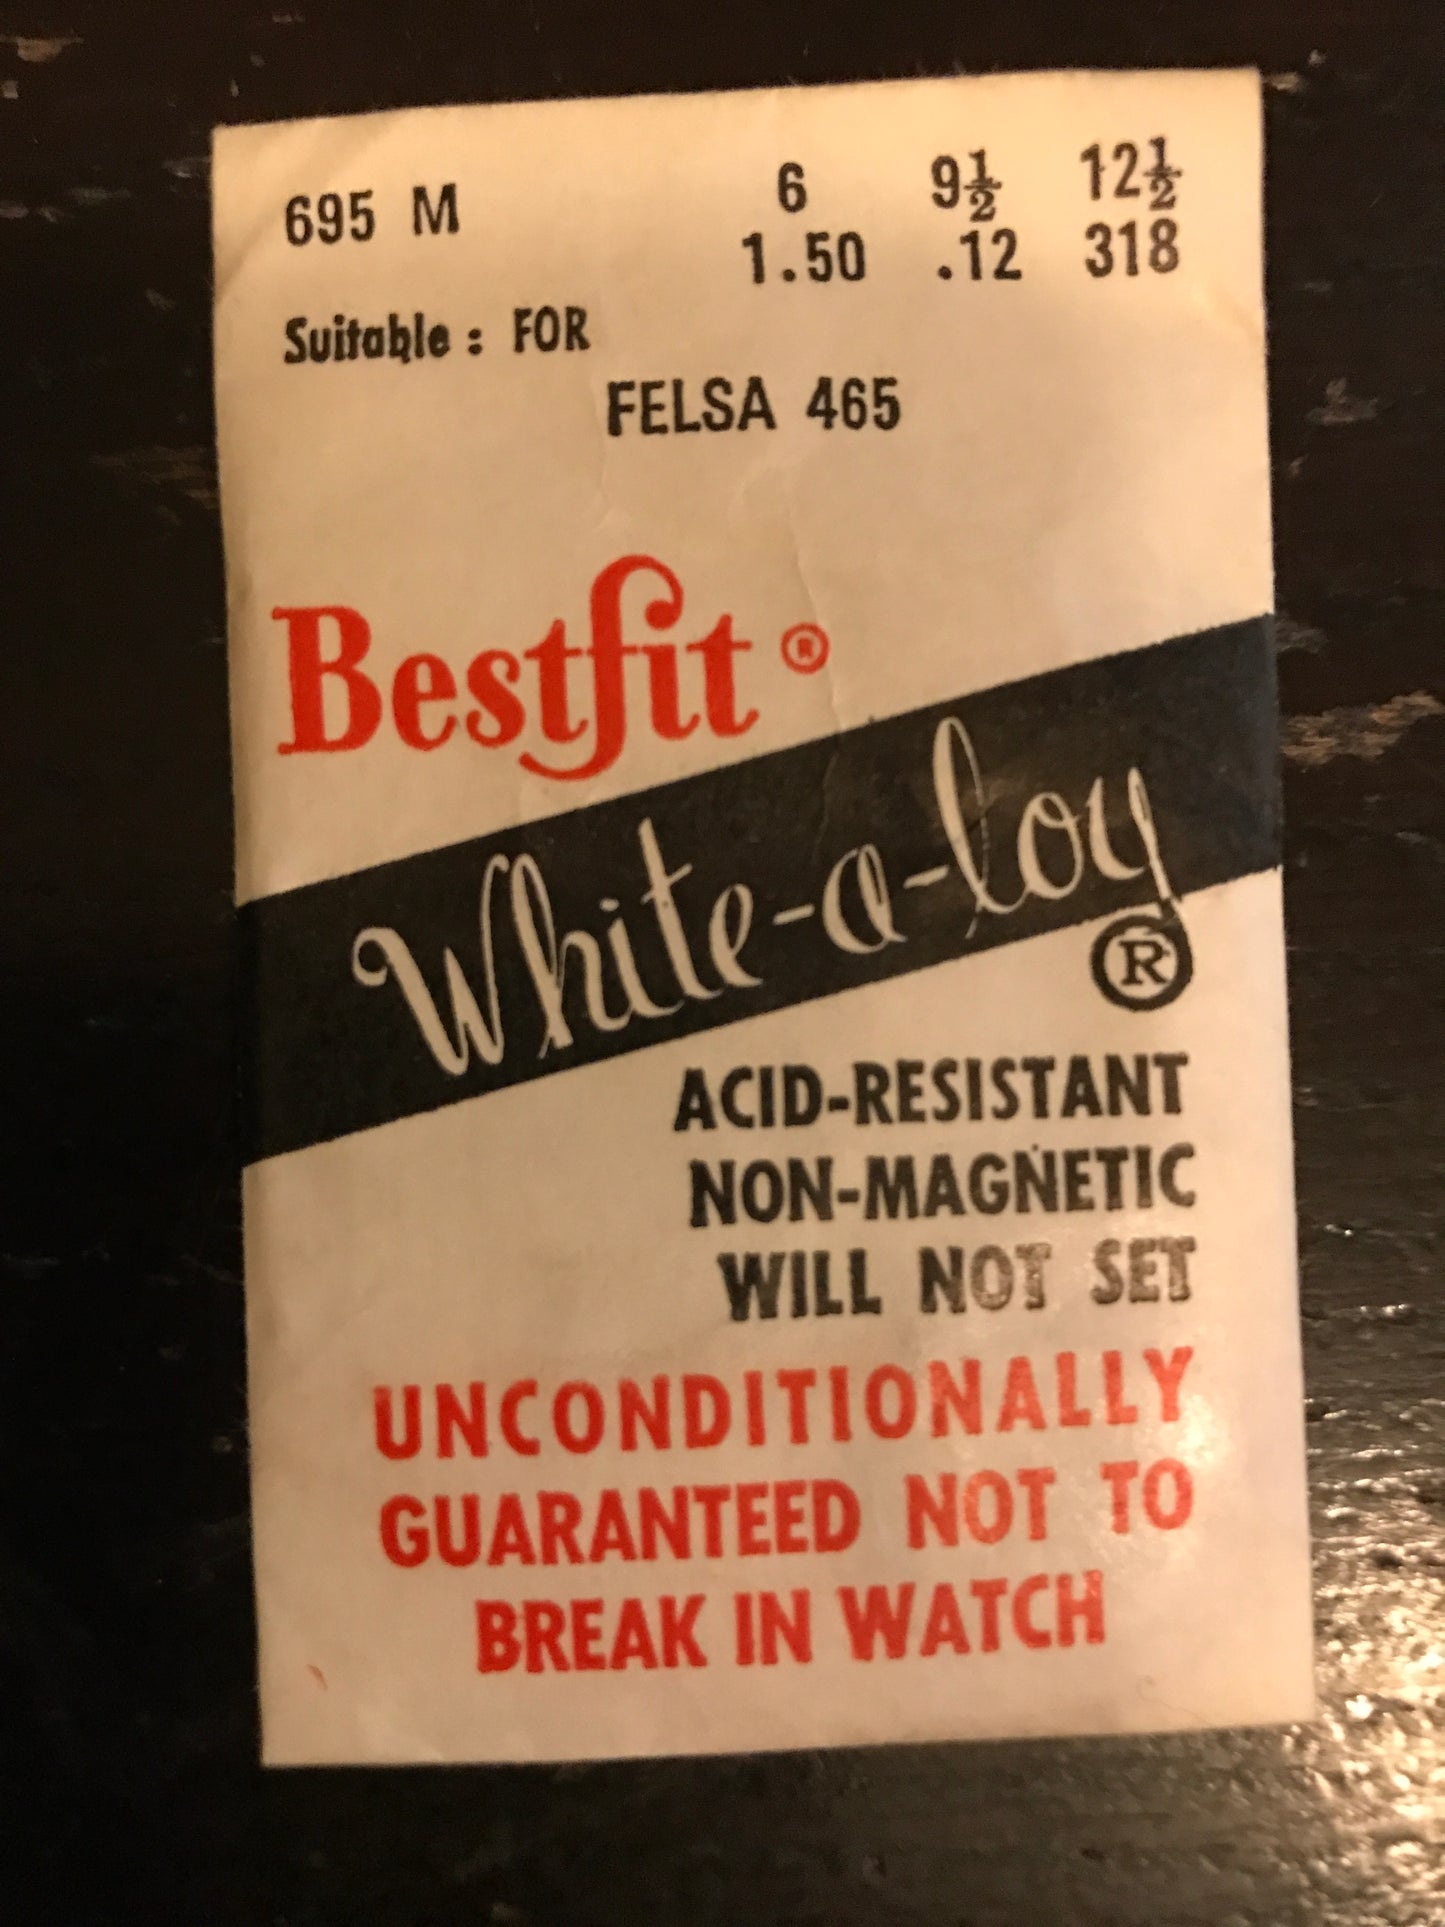 695 M 6 9½ 12½
1.50 .12 318
Suitable : FOR
FELSA 465
Bestfit ®
White-a-loy
®
ACID-RESISTANT
NON-MAGNETIC
WILL NOT SET
UNCONDITIONALLY
GUARANTEED NOT TO
BREAK IN WATCH